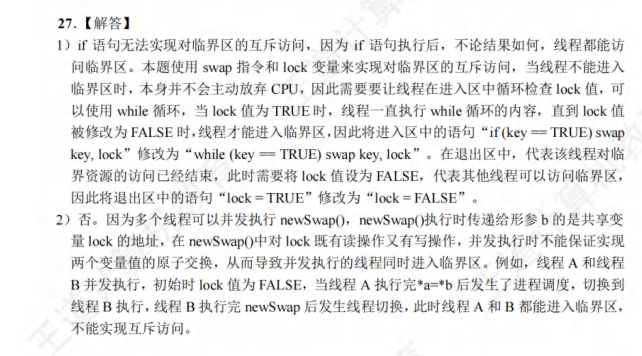 27.【解答】
1）if 语句无法实现对临界区的互斥访问，因为 if 语句执行后，不论结果如何，线程都能访
问临界区。本题使用 swap 指令和 lock 变量来实现对临界区的互斥访问，当线程不能进入
临界区时，本身并不会主动放弃 CPU，因此需要要让线程在进入区中循环检查 lock 值，可
以使用 while 循环，当 lock 值为 TRUE 时，线程一直执行 while 循环的内容，直到 lock 值
被修改为 FALSE 时，线程才能进入临界区，因此将进入区中的语句“if (key == TRUE) swap
key, lock”修改为“while (key == TRUE) swap key, lock”。在退出区中，代表该线程对临
界资源的访问已经结束，此时需要将 lock 值设为 FALSE，代表其他线程可以访问临界区，
因此将退出区中的语句“lock = TRUE”修改为“lock = FALSE”。
2）否。因为多个线程可以并发执行 newSwap()，newSwap()执行时传递给形参 b 的是共享变
量 lock 的地址，在 newSwap()中对 lock 既有读操作又有写操作，并发执行时不能保证实现
两个变量值的原子交换，从而导致并发执行的线程同时进入临界区。例如，线程 A 和线程
B 并发执行，初始时 lock 值为 FALSE，当线程 A 执行完*a=*b 后发生了进程调度，切换到
线程 B 执行，线程 B 执行完 newSwap 后发生线程切换，此时线程 A 和 B 都能进入临界区，
不能实现互斥访问。